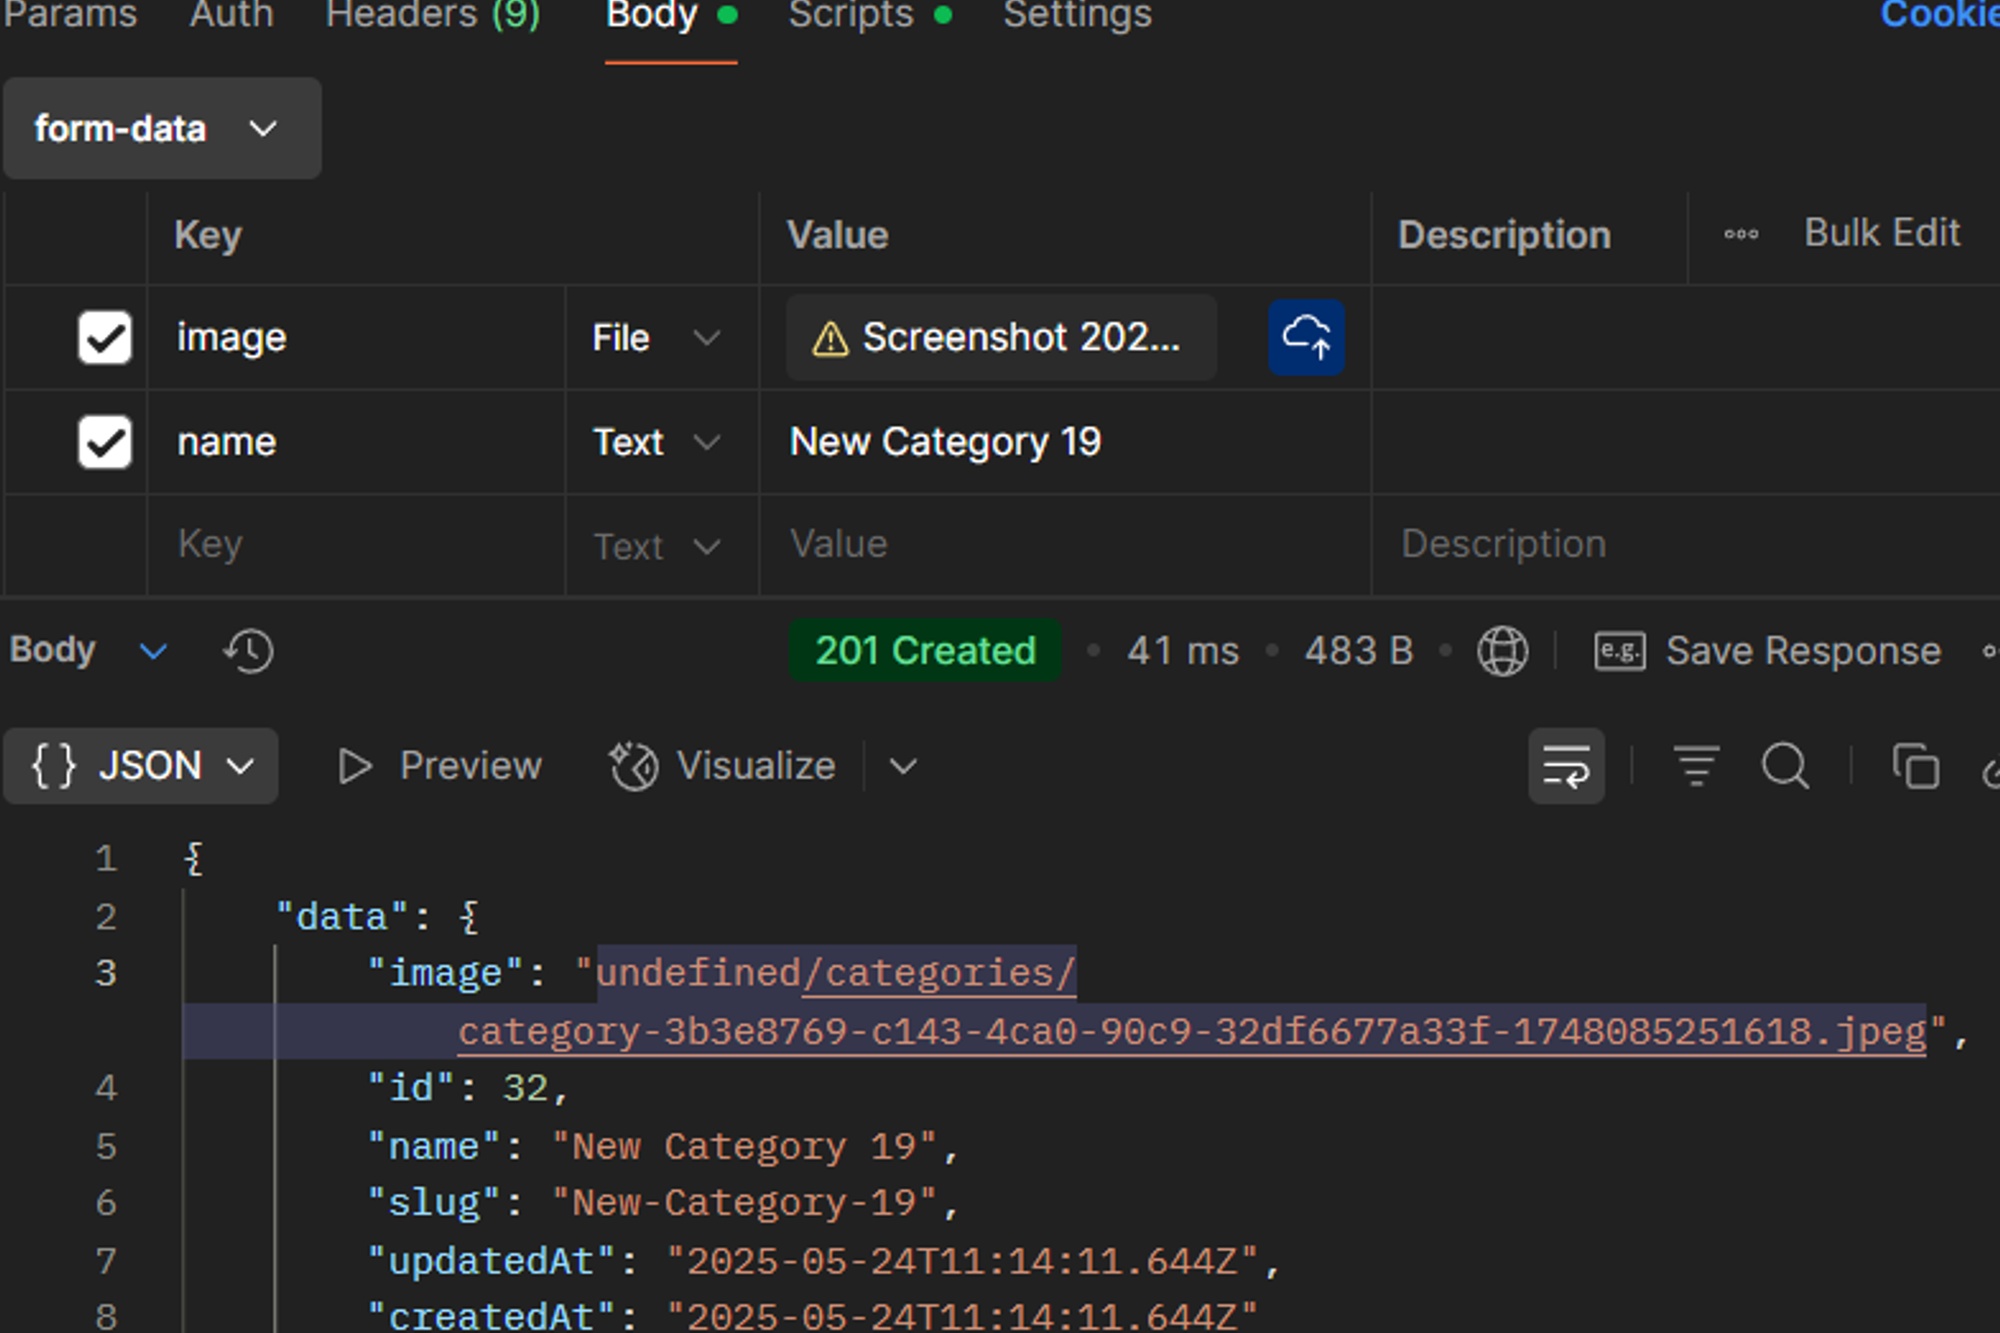 Params Auth Headers (9) Body Scripts Settings Cookie
form-data
Key Value Description Bulk Edit
image File Screenshot 202...
name Text New Category 19
Key Text Value Description
Body 201 Created 41 ms 483 B e.g. Save Response
{} JSON Preview Visualize
1 {
2 "data": {
3 "image": "undefined/categories/
category-3b3e8769-c143-4ca0-90c9-32df6677a33f-1748085251618.jpeg",
4 "id": 32,
5 "name": "New Category 19",
6 "slug": "New-Category-19",
7 "updatedAt": "2025-05-24T11:14:11.644Z",
8 "createdAt": "2025-05-24T11:14:11.644Z"